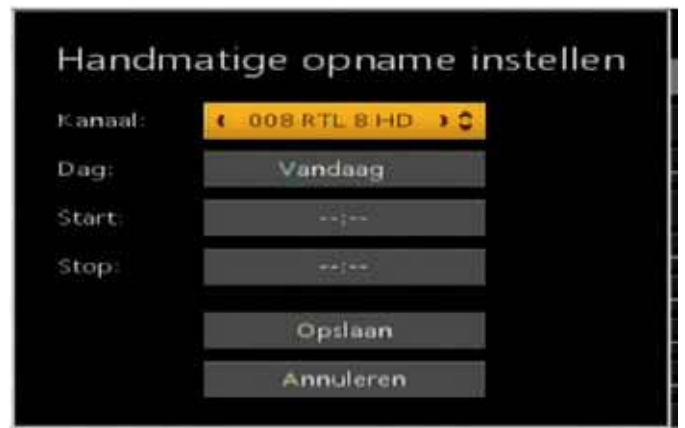 Handmatige opname instellen
Kanaal: 008 RTL 8 HD
Dag: Vandaag
Start: --:--
Stop: --:--
Opslaan
Annuleren